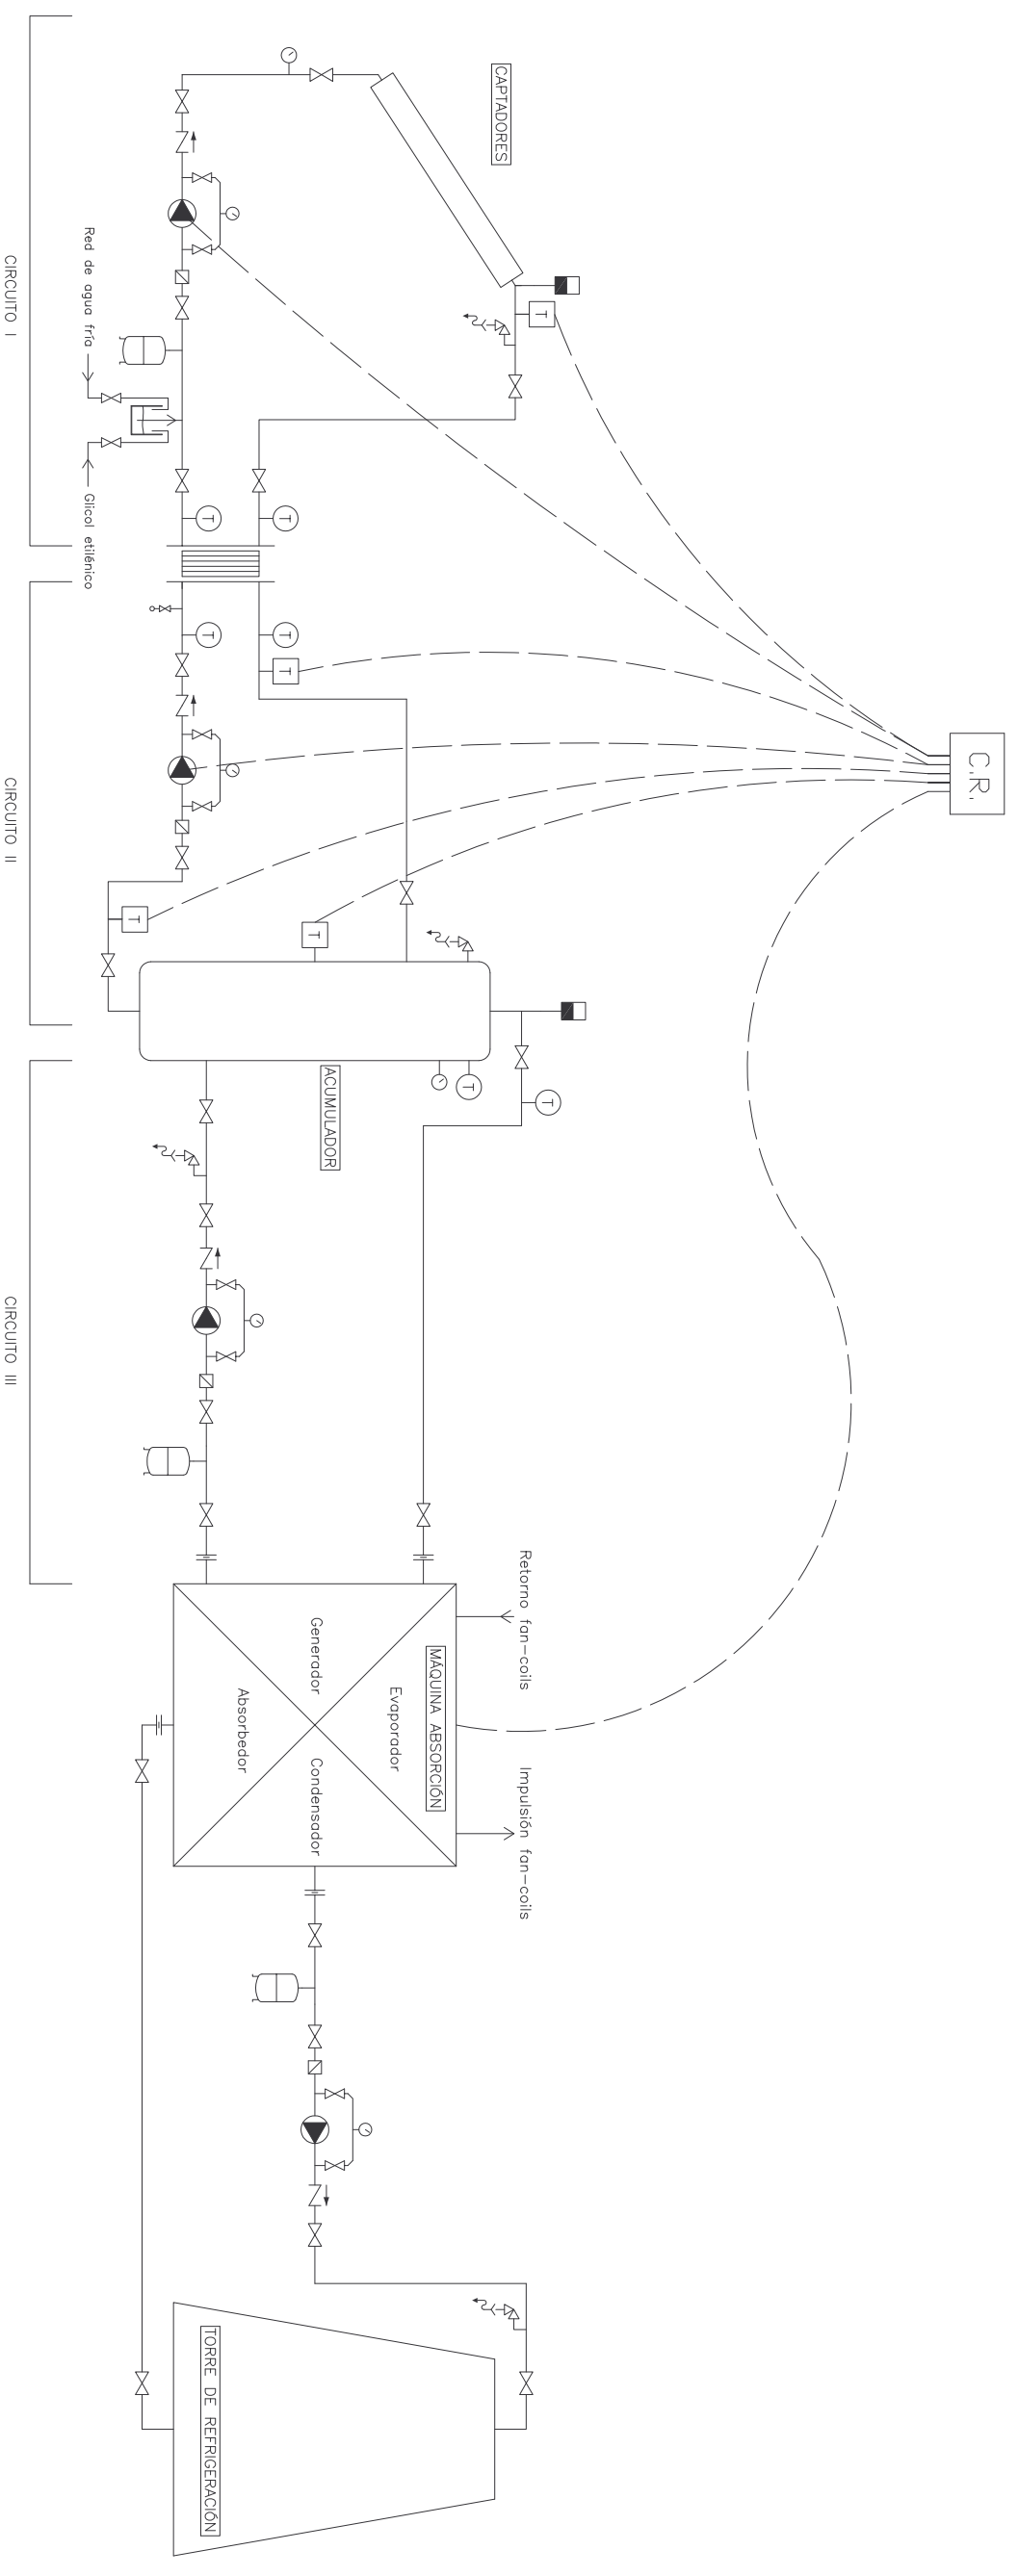 C.R.
T
T
Retorno fan-coils
Impulsión fan-coils
CAPTADORES
T
MÁQUINA ABSORCIÓN
Evaporador
ACUMULADOR
Generador
Condensador
T
T
T
T
Absorbedor
TORRE DE REFRIGERACIÓN
T
T
T
Red de agua fría
Glicol etilénico
CIRCUITO I
CIRCUITO II
CIRCUITO III